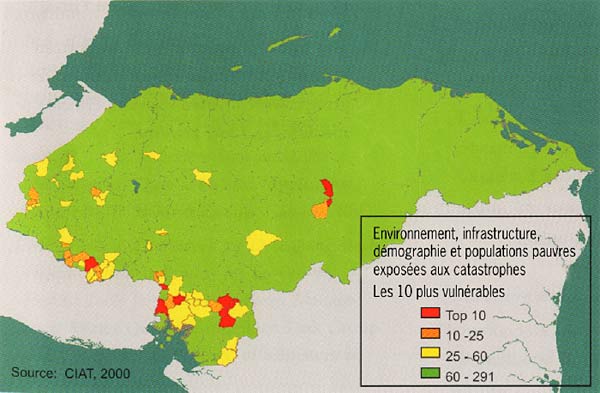 Environnement, infrastructure,
démographie et populations pauvres
exposées aux catastrophes
Les 10 plus vulnérables
Top 10
10 -25
25 - 60
60 - 291
Source: CIAT, 2000